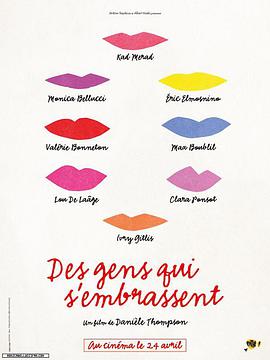 Kad Merad
Monica Bellucci
Éric Elmosnino
Valérie Bonneton
Max Boublil
Lou De Laâge
Clara Ponsot
Ivry Gitlis
Des gens qui
s'embrassent
Un film de Danièle Thompson
Au cinéma le 24 avril